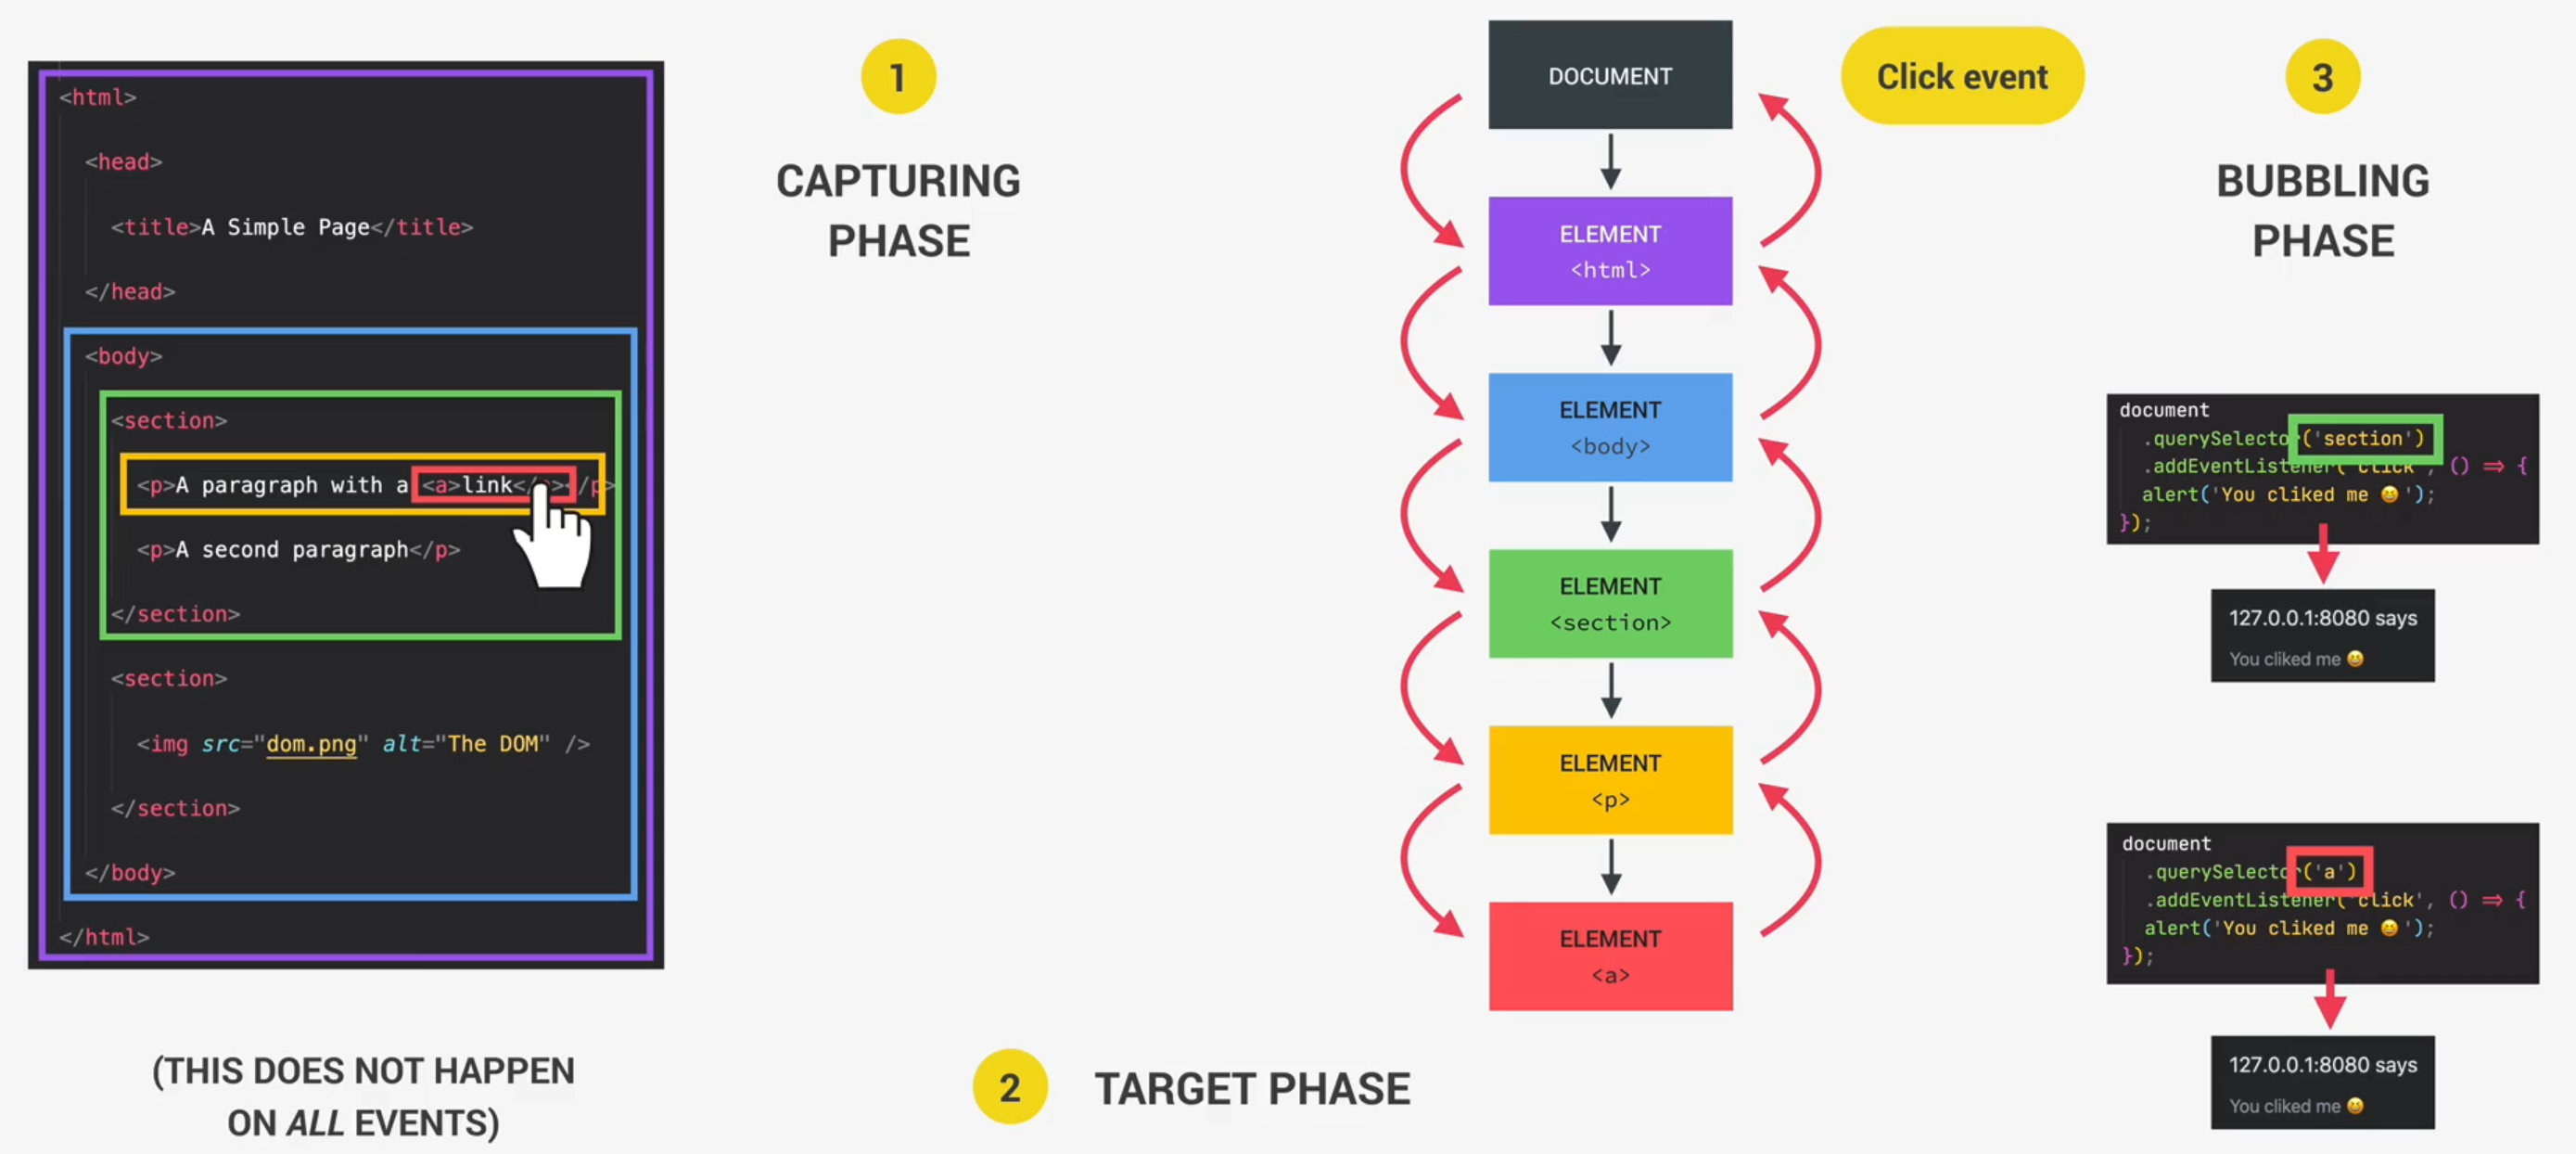 <html>
<head>
<title>A Simple Page</title>
</head>
<body>
<section>
<p>A paragraph with a <a>link</a></p>
<p>A second paragraph</p>
</section>
<section>
<img src="dom.png" alt="The DOM" />
</section>
</body>
</html>
(THIS DOES NOT HAPPEN
ON ALL EVENTS)
1
CAPTURING
PHASE
DOCUMENT
ELEMENT
<html>
ELEMENT
<body>
ELEMENT
<section>
ELEMENT
<p>
ELEMENT
<a>
2
TARGET PHASE
Click event
3
BUBBLING
PHASE
document
.querySelector('section')
.addEventListener('click', () => {
alert('You cliked me 😆');
});
127.0.0.1:8080 says
You cliked me 😆
document
.querySelector('a')
.addEventListener('click', () => {
alert('You cliked me 😆');
});
127.0.0.1:8080 says
You cliked me 😆